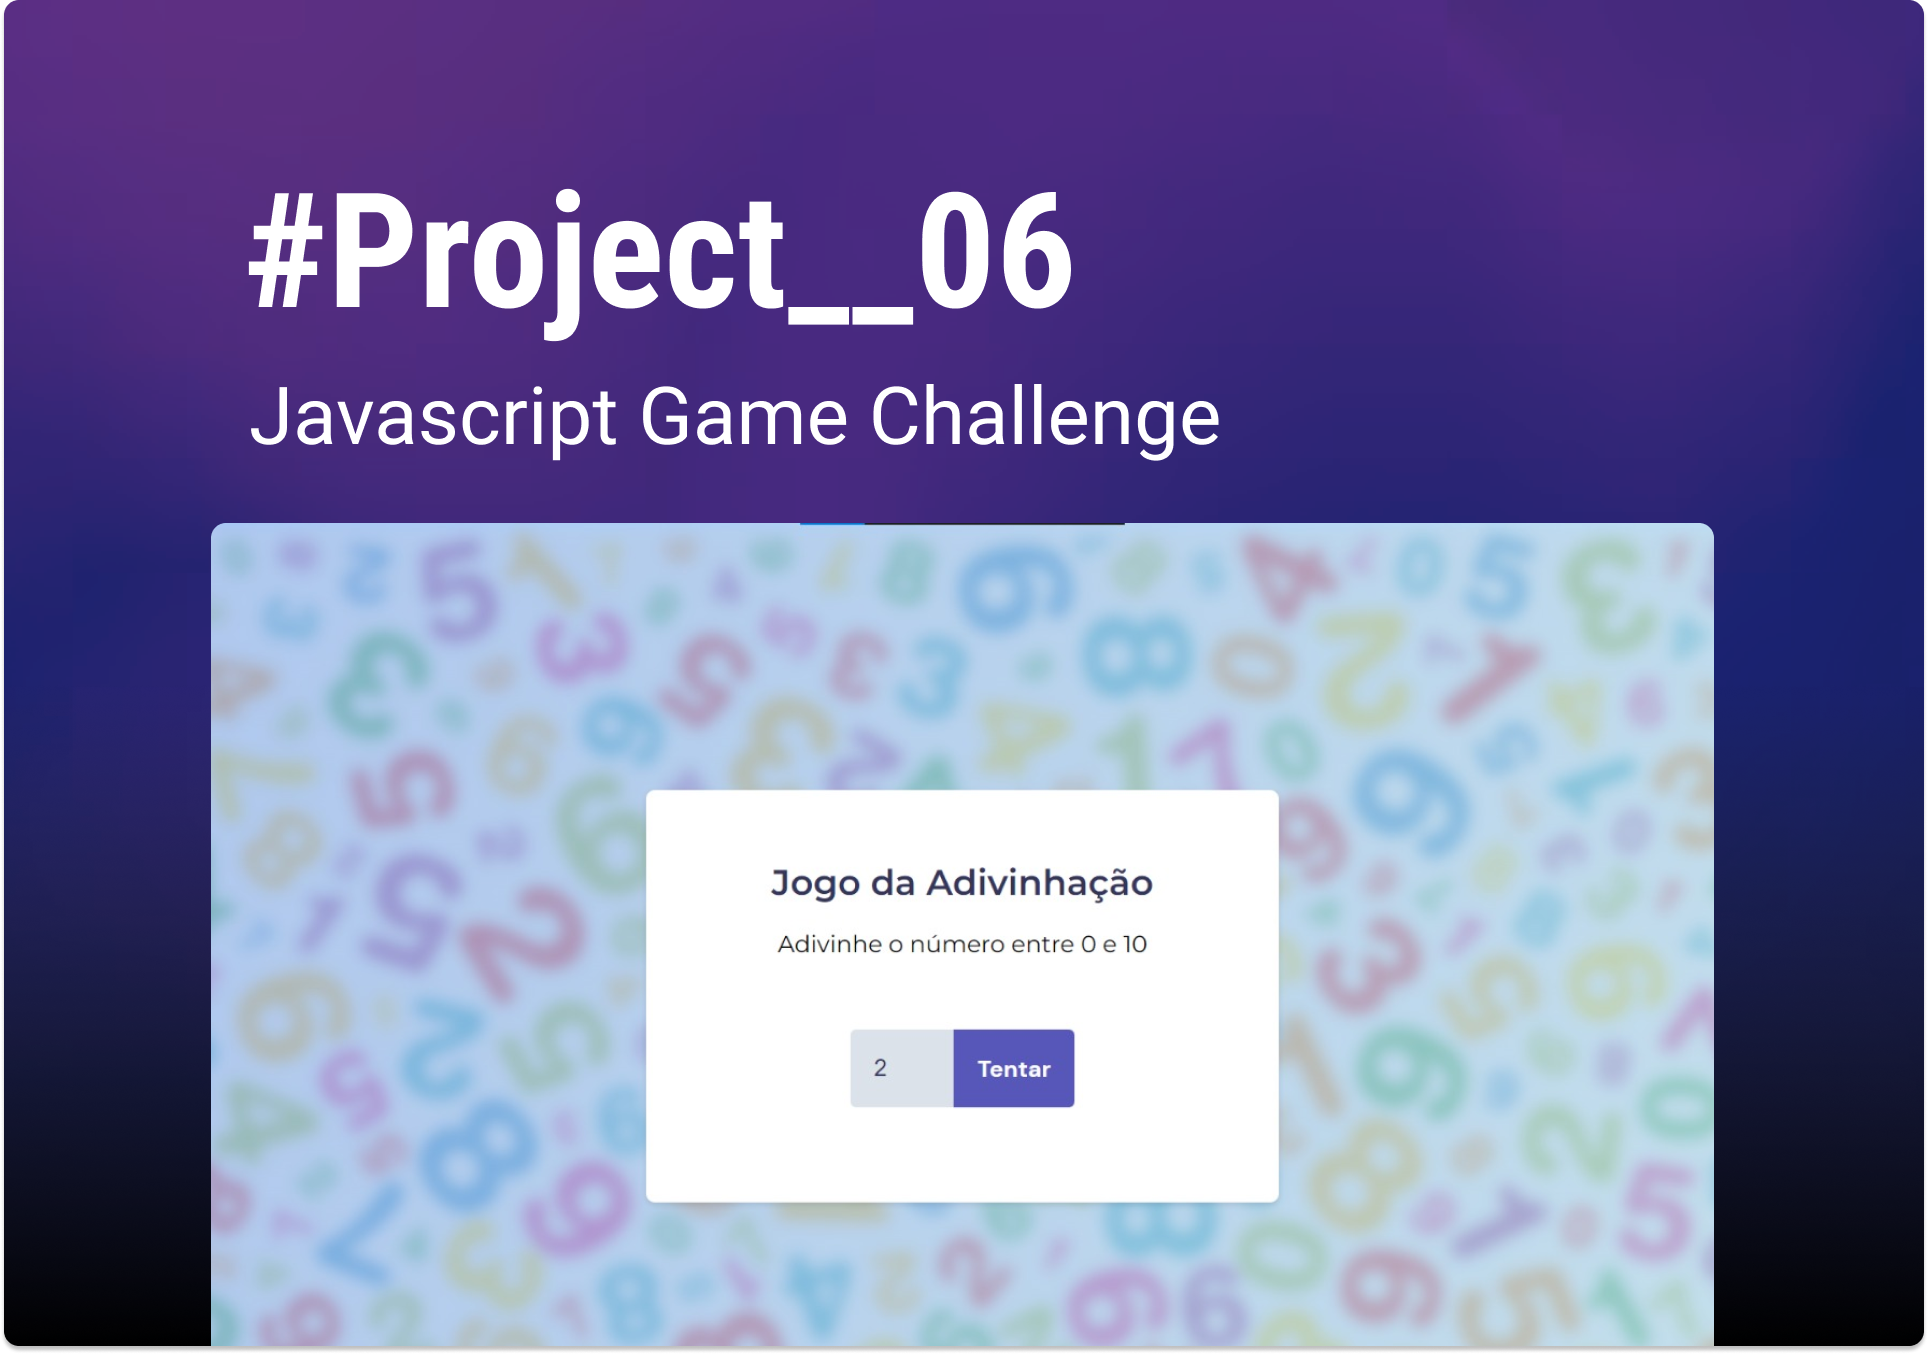 #Project__06
Javascript Game Challenge
Jogo da Adivinhação
Adivinhe o número entre 0 e 10
2 Tentar